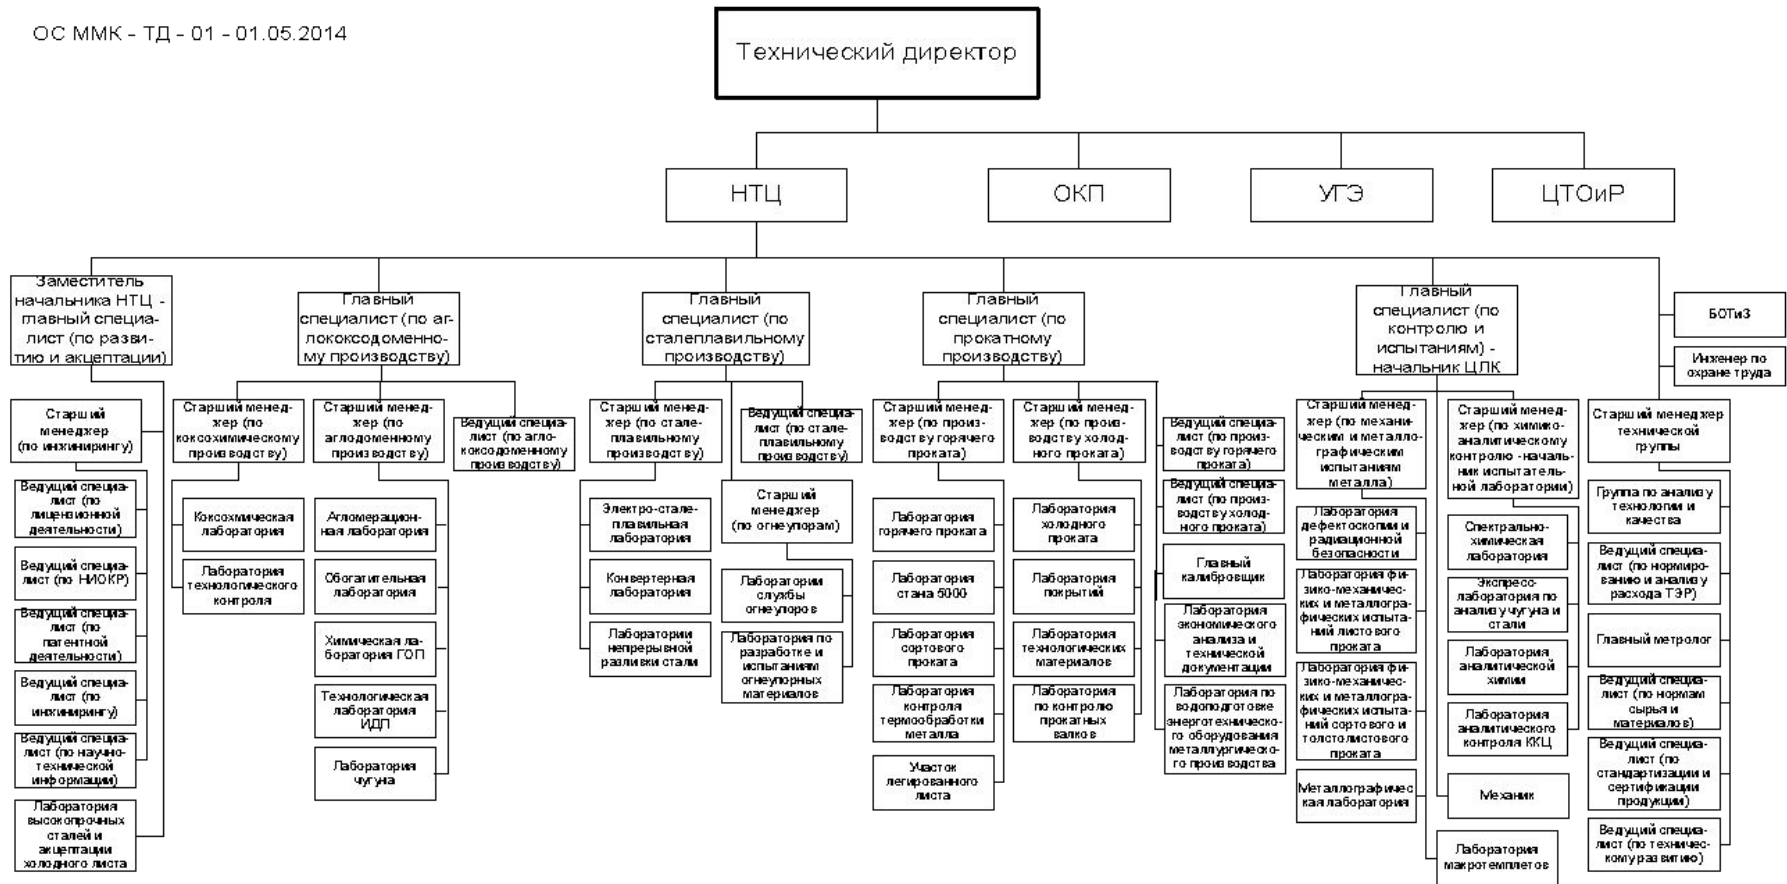 ОС ММК - ТД - 01 - 01.05.2014
Технический директор
НТЦ
ОКП
УГЭ
ЦТОиР
Заместитель
начальника НТЦ -
главный специа-
лист (по разви-
тию и акцептации)
Главный
специалист (по аг-
лококсодоменно-
му производству)
Главный
специалист (по
сталеплавильному
производству)
Главный
специалист (по
прокатному
производству)
Главный
специалист (по
контролю и
испытаниям) -
начальник ЦЛК
БОТиЗ
Инженер по
охране труда
Старший
менеджер
(по инжинирингу)
Ведущий специа-
лист (по
лицензионной
деятельности)
Ведущий специа-
лист (по НИОКР)
Ведущий специа-
лист (по
патентной
деятельности)
Ведущий специа-
лист (по
инжинирингу)
Ведущий специа-
лист (по научно-
технической
информации)
Лаборатория
высокопрочных
сталей и
акцептации
холодного листа
Старший менед-
жер (по
коксохимическому
производству)
Коксохмическая
лаборатория
Лаборатория
технологического
контроля
Старший менед-
жер (по
аглодоменному
производству)
Агломерацион-
ная лаборатория
Обогатительная
лаборатория
Химическая ла-
боратория ГОП
Технологическая
лаборатория
ИДП
Лаборатория
чугуна
Ведущий специа-
лист (по агло-
коксодоменному
производству)
Старший менед-
жер (по стале-
плавильному
производству)
Электро-стале-
плавильная
лаборатория
Конвертерная
лаборатория
Лаборатории
непрерывной
разливки стали
Ведущий специа-
лист (по стале-
плавильному
производству)
Старший
менеджер
(по огнеупорам)
Лаборатории
службы
огнеупоров
Лаборатория по
разработке и
испытаниям
огнеупорных
материалов
Старший менед-
жер (по произ-
водству горячего
проката)
Лаборатория
горячего проката
Лаборатория
стана 5000
Лаборатория
сортового
проката
Лаборатория
контроля
термообработки
металла
Участок
легированного
листа
Старший менед-
жер (по произ-
водству холод-
ного проката)
Лаборатория
холодного
проката
Лаборатория
покрытий
Лаборатория
технологических
материалов
Лаборатория
по контролю
прокатных
валков
Ведущий специа-
лист (по произ-
водству горячего
проката)
Ведущий специа-
лист (по произ-
водству холод-
ного проката)
Главный
калибровщик
Лаборатория
экономического
анализа и
технической
документации
Лаборатория по
водоподготовке
энерготехническо-
го оборудования
металлургическо-
го производства
Старший менед-
жер (по механи-
ческим и металло-
графическим
испытаниям
металла)
Лаборатория
дефектоскопии и
радиационной
безопасности
Лаборатория фи-
зико-механичес-
ких и металлогра-
фических испыта-
ний листового
проката
Лаборатория фи-
зико-механичес-
ких и металлогра-
фических испыта-
ний сортового и
толстолистового
проката
Металлографичес
кая лаборатория
Лаборатория
макротемплетов
Старший менед-
жер (по химико-
аналитическому
контролю -началь-
ник испытатель-
ной лаборатории)
Спектрально-
химическая
лаборатория
Экспресс-
лаборатория по
анализу чугуна и
стали
Лаборатория
аналитической
химии
Лаборатория
аналитического
контроля ККЦ
Механик
Старший менеджер
технической
группы
Группа по анализу
технологии и
качества
Ведущий специа-
лист (по нормиро-
ванию и анализу
расхода ТЭР)
Главный метролог
Ведущий специа-
лист (по нормам
сырья и
материалов)
Ведущий специа-
лист (по
стандартизации и
сертификации
продукции)
Ведущий специа-
лист (по техничес-
кому развитию)